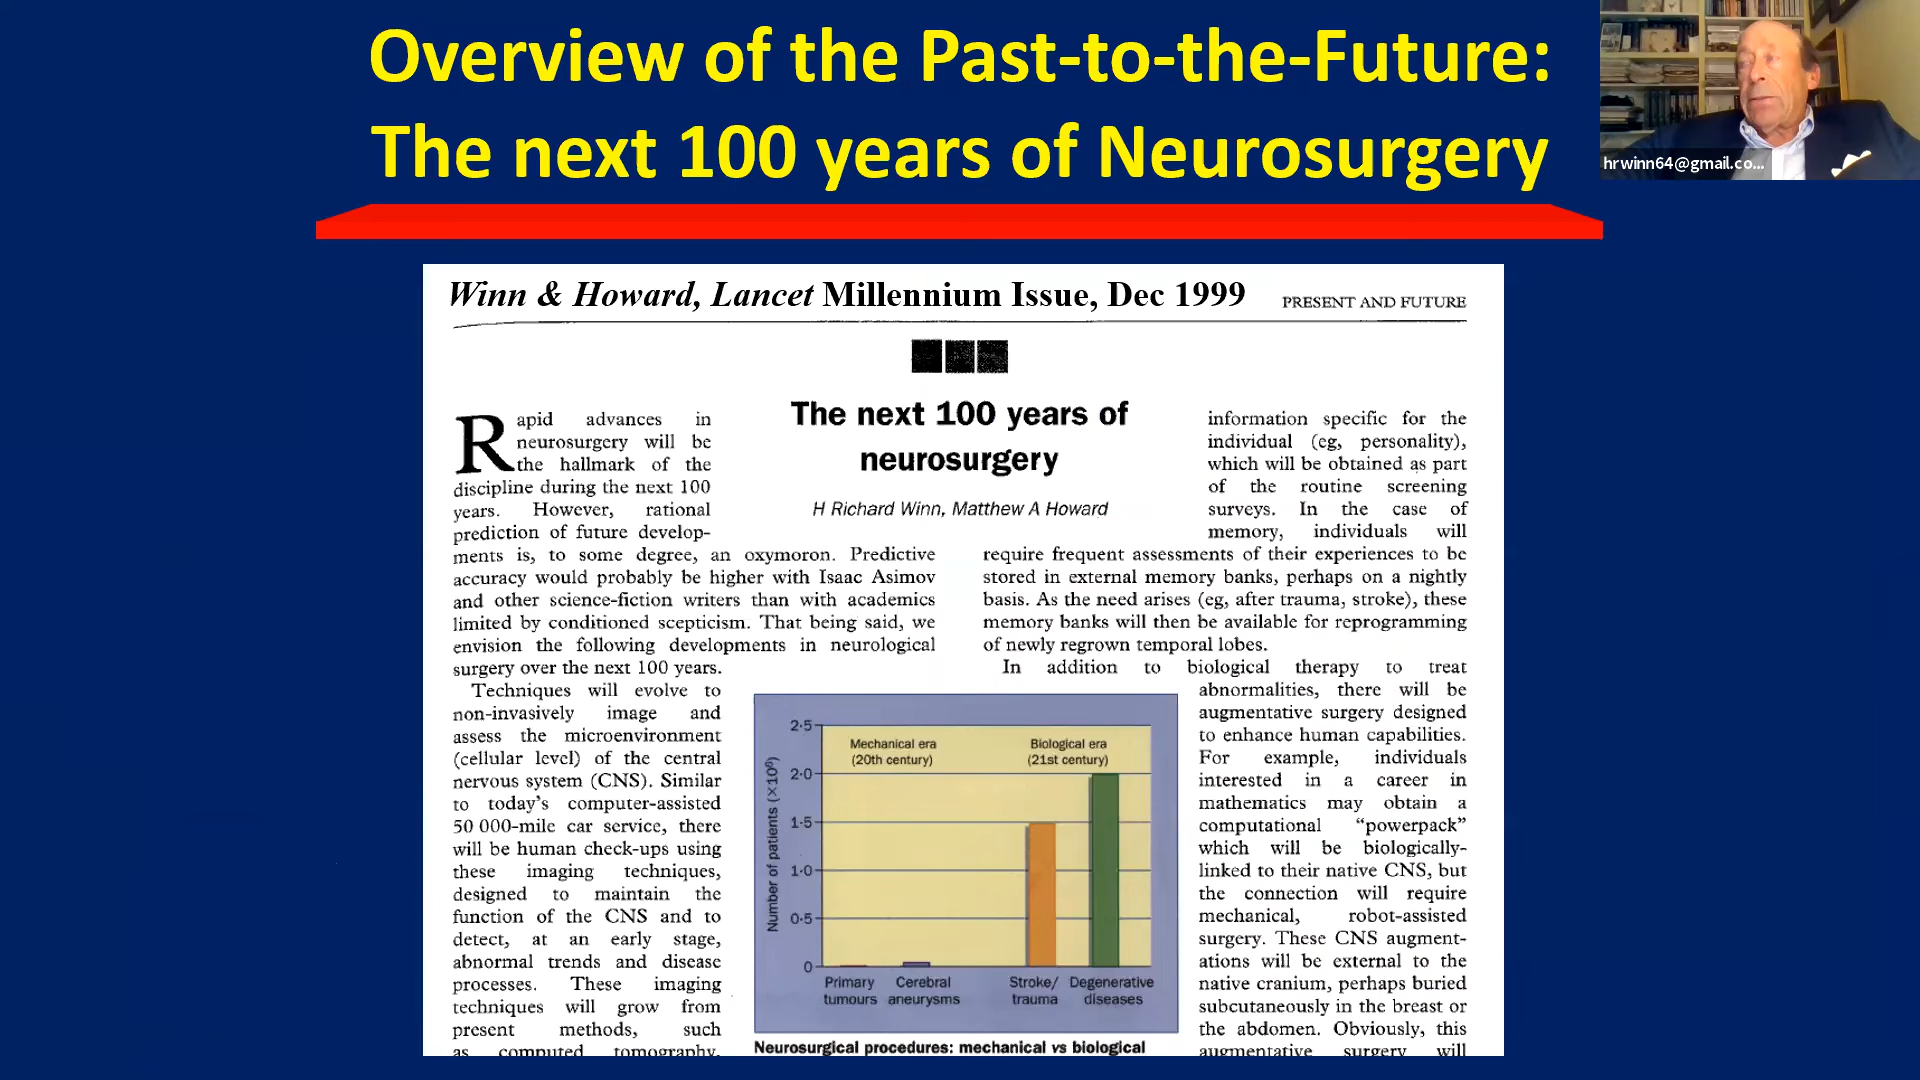 Overview of the Past-to-the-Future:
The next 100 years of Neurosurgery
hrwinn64@gmail.co...
Winn & Howard, Lancet Millennium Issue, Dec 1999
PRESENT AND FUTURE
The next 100 years of
neurosurgery
H Richard Winn, Matthew A Howard
Rapid advances in
neurosurgery will be
the hallmark of the
discipline during the next 100
years. However, rational
prediction of future develop-
ments is, to some degree, an oxymoron. Predictive
accuracy would probably be higher with Isaac Asimov
and other science-fiction writers than with academics
limited by conditioned scepticism. That being said, we
envision the following developments in neurological
surgery over the next 100 years.
Techniques will evolve to
non-invasively image and
assess the microenvironment
(cellular level) of the central
nervous system (CNS). Similar
to today's computer-assisted
50 000-mile car service, there
will be human check-ups using
these imaging techniques,
designed to maintain the
function of the CNS and to
detect, at an early stage,
abnormal trends and disease
processes. These imaging
techniques will grow from
present methods, such
as computed tomography,
2·5
2·0
1·5
1·0
0·5
0
Number of patients (×10⁶)
Mechanical era
(20th century)
Biological era
(21st century)
Primary
tumours
Cerebral
aneurysms
Stroke/
trauma
Degenerative
diseases
Neurosurgical procedures: mechanical vs biological
information specific for the
individual (eg, personality),
which will be obtained as part
of the routine screening
surveys. In the case of
memory, individuals will
require frequent assessments of their experiences to be
stored in external memory banks, perhaps on a nightly
basis. As the need arises (eg, after trauma, stroke), these
memory banks will then be available for reprogramming
of newly regrown temporal lobes.
In addition to biological therapy to treat
abnormalities, there will be
augmentative surgery designed
to enhance human capabilities.
For example, individuals
interested in a career in
mathematics may obtain a
computational "powerpack"
which will be biologically-
linked to their native CNS, but
the connection will require
mechanical, robot-assisted
surgery. These CNS augment-
ations will be external to the
native cranium, perhaps buried
subcutaneously in the breast or
the abdomen. Obviously, this
augmentative surgery will